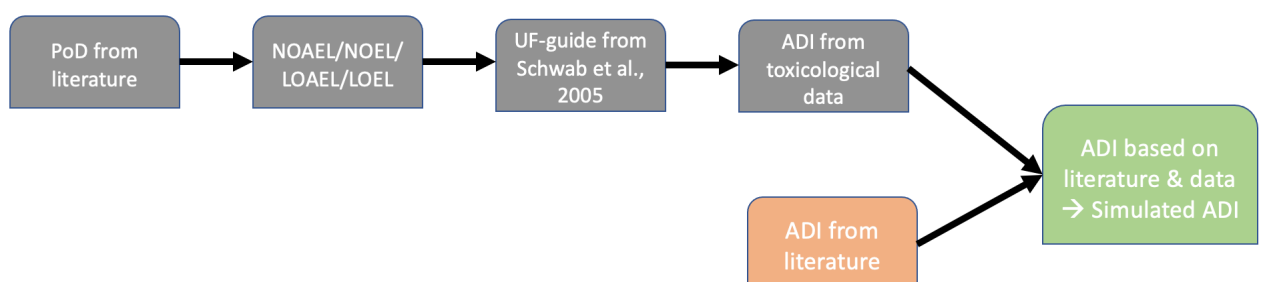 PoD from
literature
NOAEL/NOEL/
LOAEL/LOEL
UF-guide from
Schwab et al.,
2005
ADI from
toxicological
data
ADI based on
literature & data
→ Simulated ADI
ADI from
literature